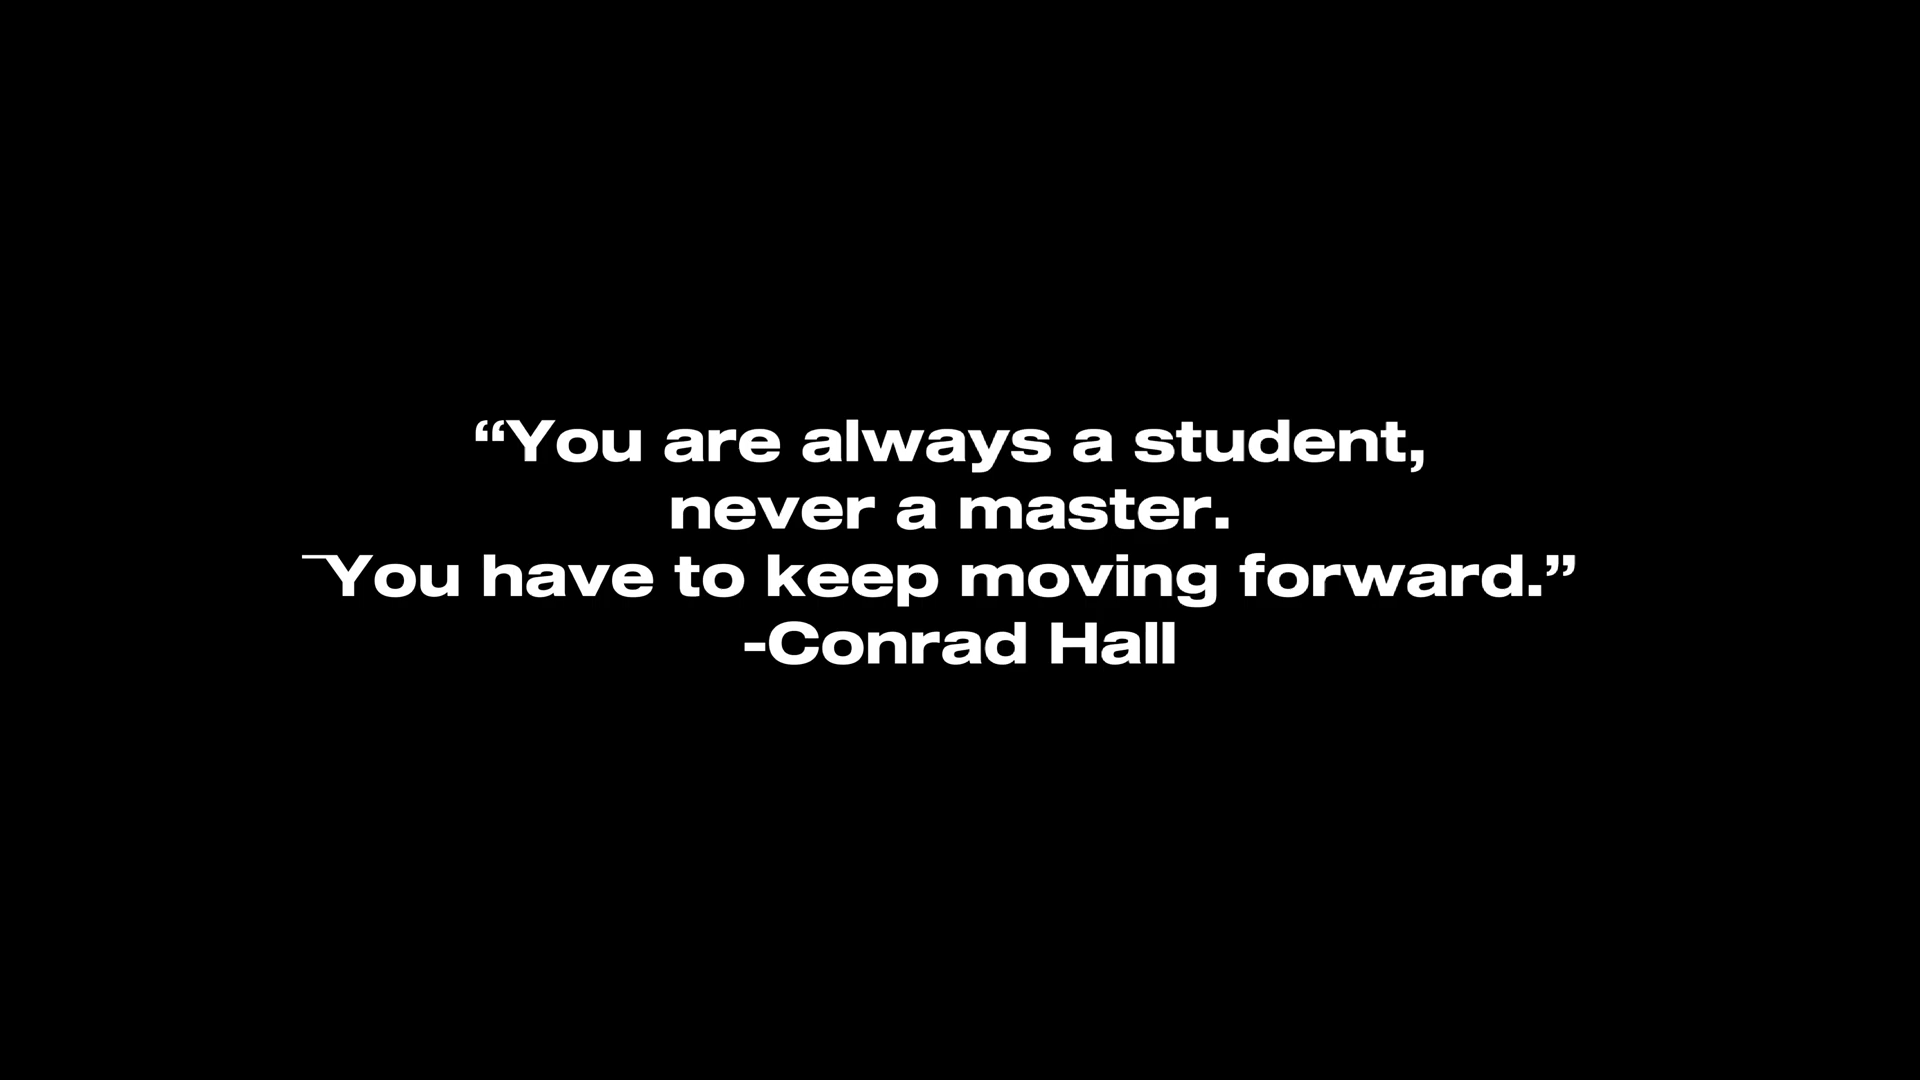 “You are always a student,
never a master.
You have to keep moving forward.”
-Conrad Hall